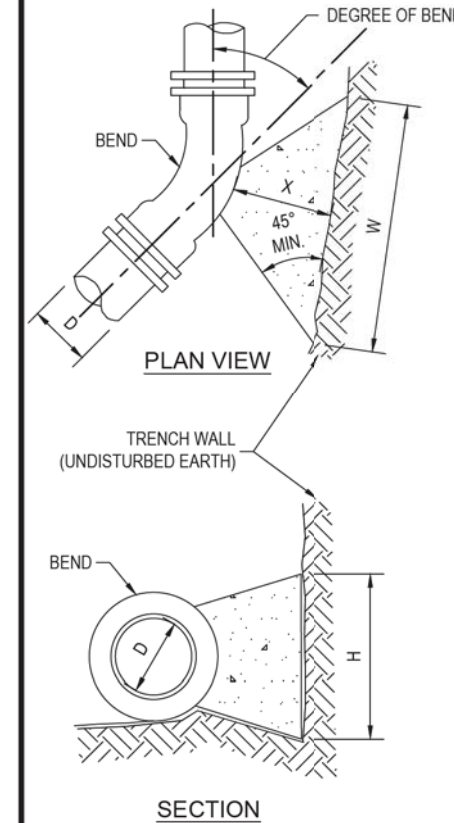 DEGREE OF BEND
BEND
X
45°
MIN.
W
D
PLAN VIEW
TRENCH WALL
(UNDISTURBED EARTH)
BEND
D
H
SECTION